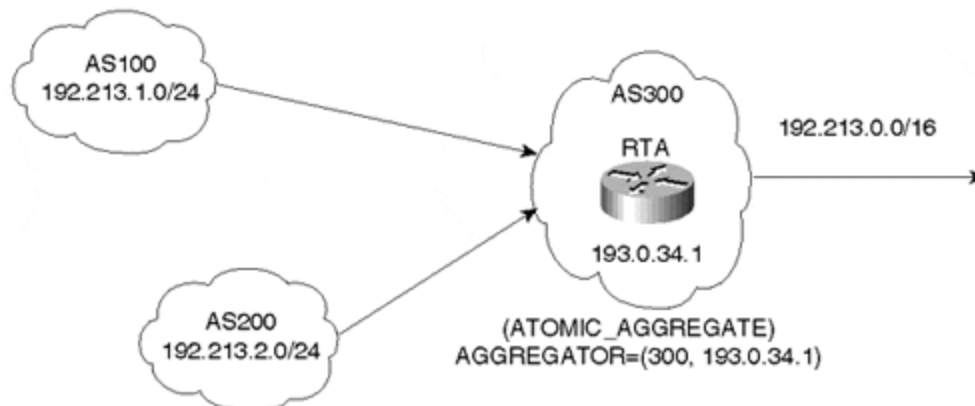 AS100
192.213.1.0/24
AS300
192.213.0.0/16
RTA
193.0.34.1
AS200
192.213.2.0/24
(ATOMIC_AGGREGATE)
AGGREGATOR=(300, 193.0.34.1)